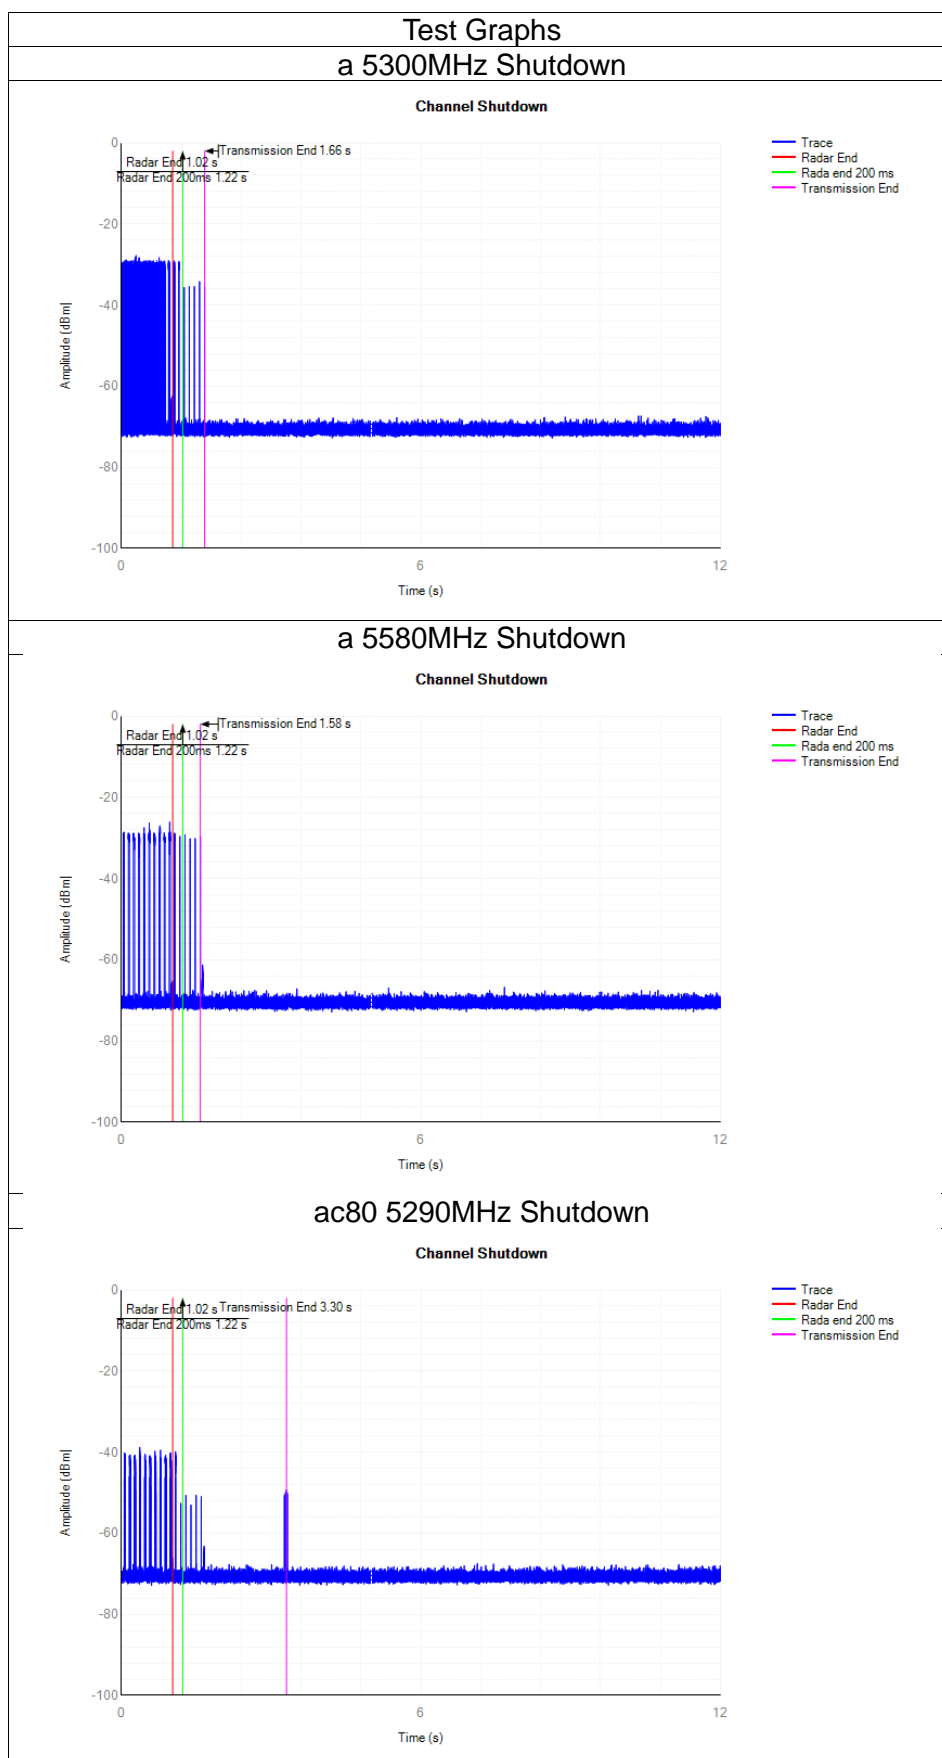 Test Graphs
a 5300MHz Shutdown
Channel Shutdown
Transmission End 1.66 s
Radar End 1.02 s
Radar End 200ms 1.22 s
Trace
Radar End
Rada end 200 ms
Transmission End
0
-20
-40
-60
-80
-100
Amplitude [dBm]
0
6
12
Time (s)
a 5580MHz Shutdown
Channel Shutdown
Transmission End 1.58 s
Radar End 1.02 s
Radar End 200ms 1.22 s
Trace
Radar End
Rada end 200 ms
Transmission End
0
-20
-40
-60
-80
-100
Amplitude [dBm]
0
6
12
Time (s)
ac80 5290MHz Shutdown
Channel Shutdown
Radar End 1.02 s Transmission End 3.30 s
Radar End 200ms 1.22 s
Trace
Radar End
Rada end 200 ms
Transmission End
0
-20
-40
-60
-80
-100
Amplitude [dBm]
0
6
12
Time (s)